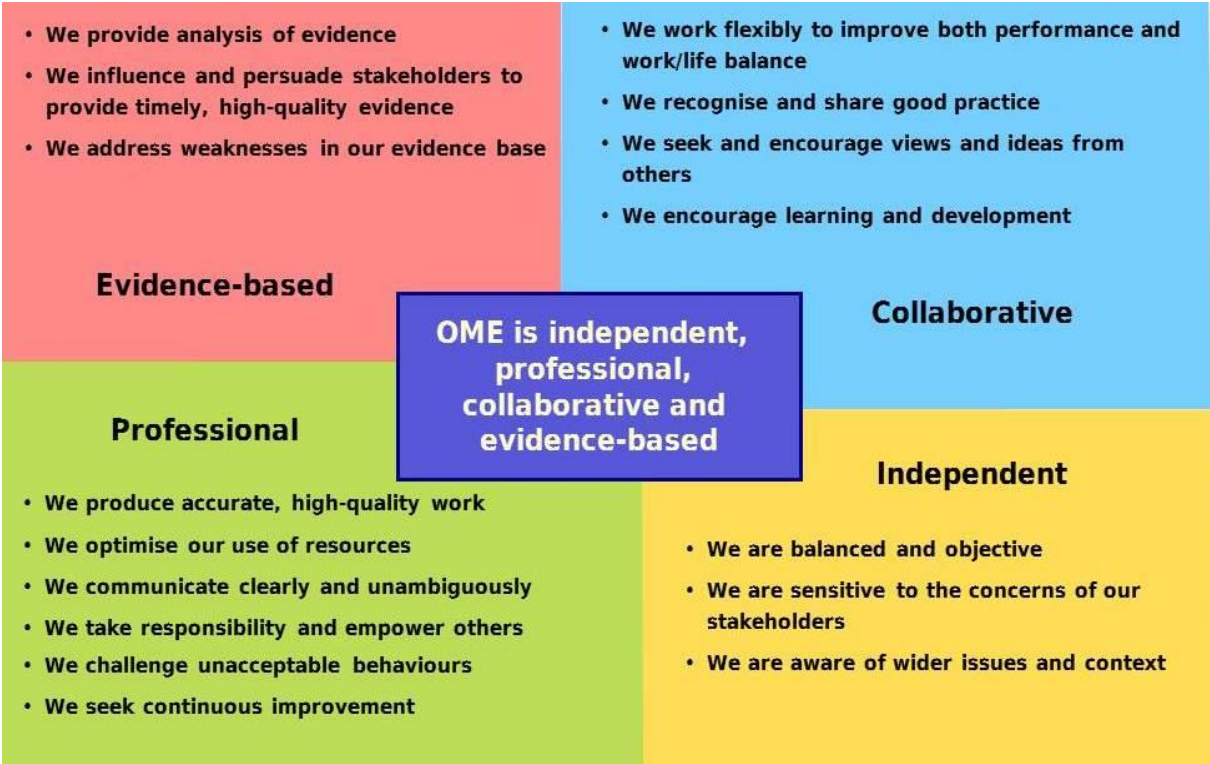 • We provide analysis of evidence
• We influence and persuade stakeholders to
provide timely, high-quality evidence
• We address weaknesses in our evidence base
Evidence-based
• We work flexibly to improve both performance and
work/life balance
• We recognise and share good practice
• We seek and encourage views and ideas from
others
• We encourage learning and development
Collaborative
OME is independent,
professional,
collaborative and
evidence-based
Professional
• We produce accurate, high-quality work
• We optimise our use of resources
• We communicate clearly and unambiguously
• We take responsibility and empower others
• We challenge unacceptable behaviours
• We seek continuous improvement
Independent
• We are balanced and objective
• We are sensitive to the concerns of our
stakeholders
• We are aware of wider issues and context